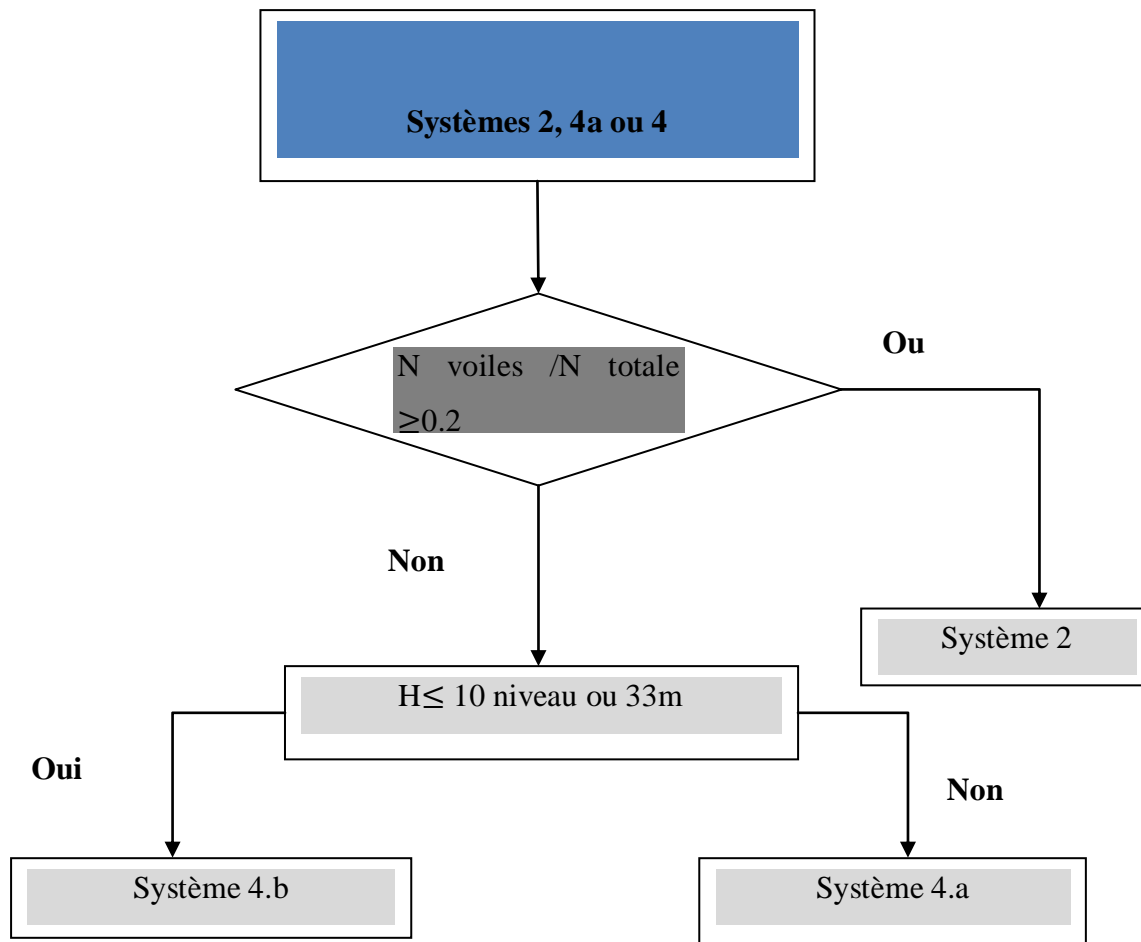 Systèmes 2, 4a ou 4
N voiles /N totale
≥0.2
Ou
Non
Système 2
H≤ 10 niveau ou 33m
Oui
Non
Système 4.b
Système 4.a